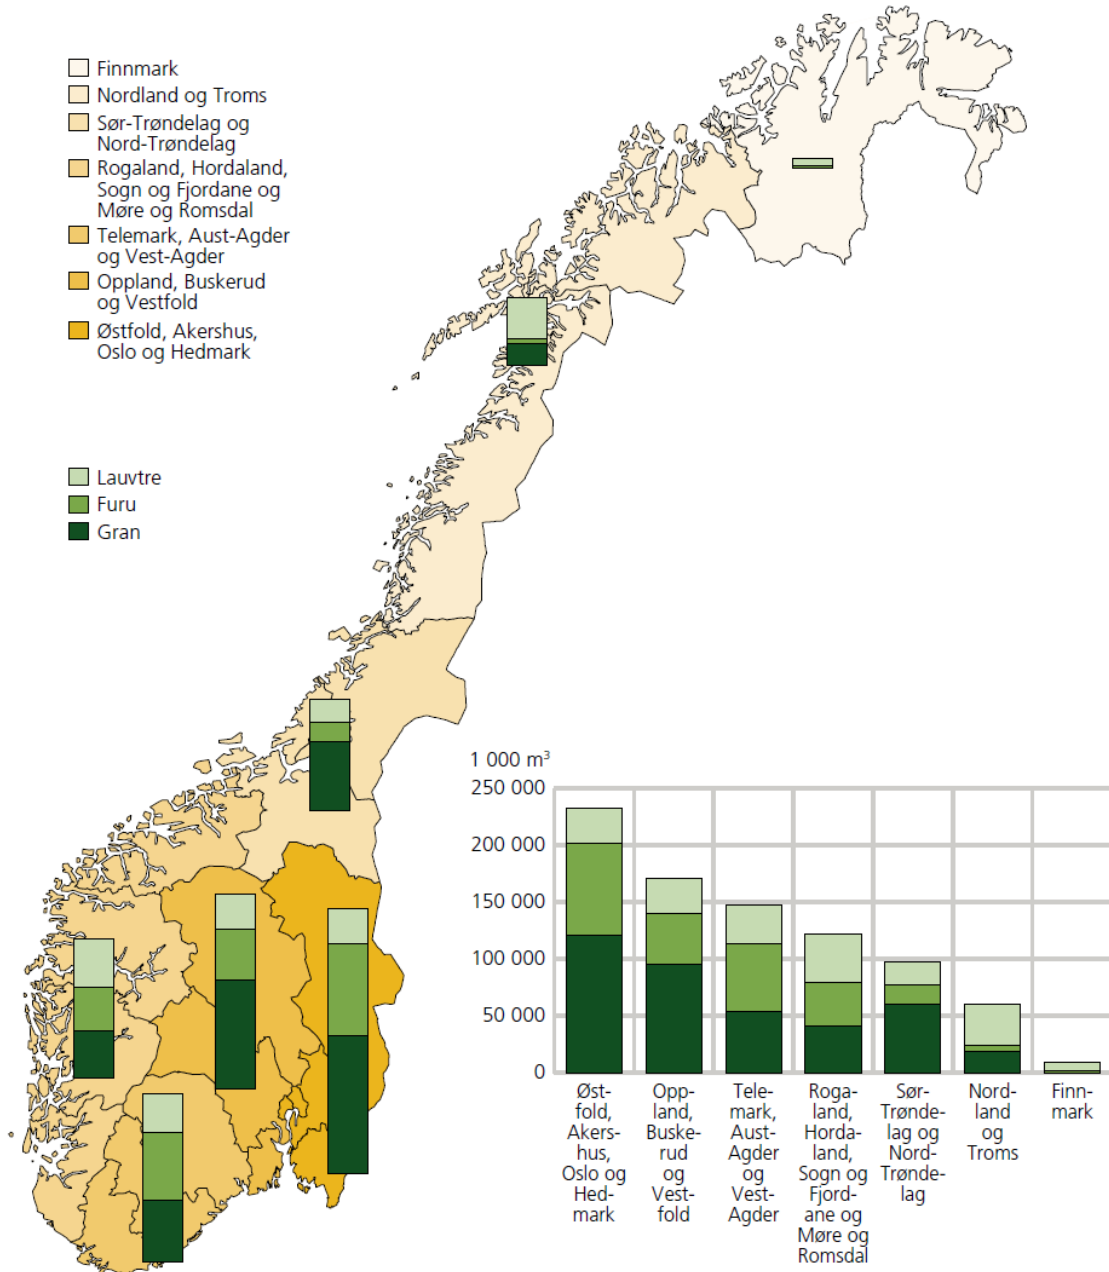 Finnmark
Nordland og Troms
Sør-Trøndelag og
Nord-Trøndelag
Rogaland, Hordaland,
Sogn og Fjordane og
Møre og Romsdal
Telemark, Aust-Agder
og Vest-Agder
Oppland, Buskerud
og Vestfold
Østfold, Akershus,
Oslo og Hedmark
Lauvtre
Furu
Gran
1 000 m³
250 000
200 000
150 000
100 000
50 000
0
Øst-
fold,
Akers-
hus,
Oslo og
Hed-
mark
Opp-
land,
Buske-
rud
og
Vest-
fold
Tele-
mark,
Aust-
Agder
og
Vest-
Agder
Roga-
land,
Horda-
land,
Sogn og
Fjord-
ane og
Møre og
Romsdal
Sør-
Trønde-
lag og
Nord-
Trønde-
lag
Nord-
land
og
Troms
Finn-
mark